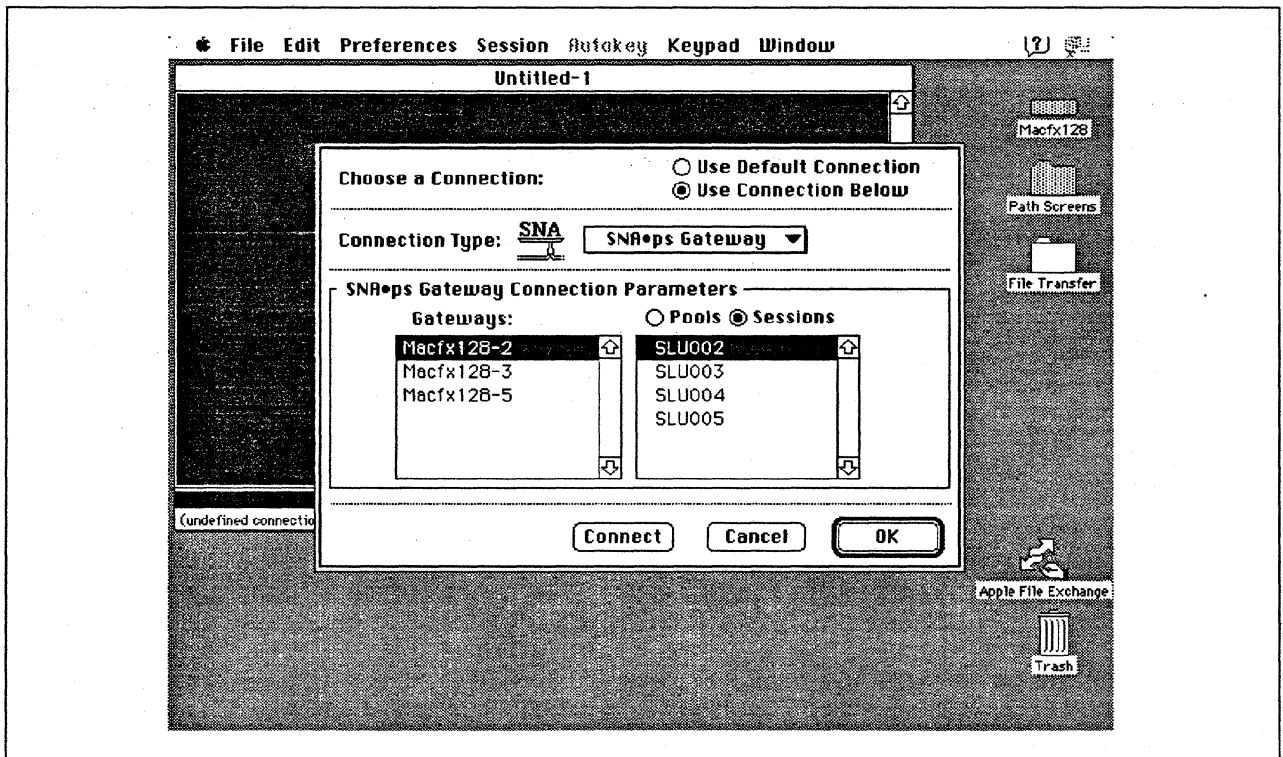 File Edit Preferences Session Autokey Keypad Window
Untitled-1
Macfx128
Choose a Connection:
Use Default Connection
Use Connection Below
Path Screens
Connection Type: SNA SNA•ps Gateway
File Transfer
SNA•ps Gateway Connection Parameters
Gateways:
Pools Sessions
Macfx128-2
Macfx128-3
Macfx128-5
SLU002
SLU003
SLU004
SLU005
(undefined connectio
Connect Cancel OK
Apple File Exchange
Trash